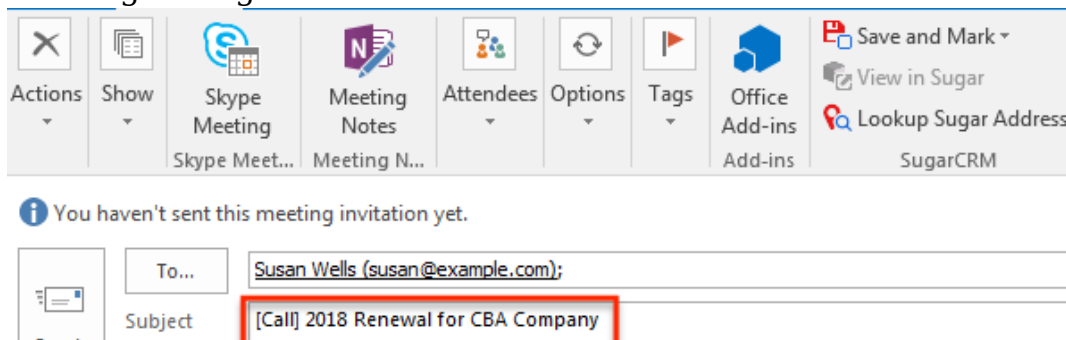 Save and Mark
View in Sugar
Lookup Sugar Address
Actions
Show
Skype
Meeting
Meeting
Notes
Attendees
Options
Tags
Office
Add-ins
Skype Meet...
Meeting N...
Add-ins
SugarCRM
You haven't sent this meeting invitation yet.
To...
Susan Wells (susan@example.com);
Subject
[Call] 2018 Renewal for CBA Company